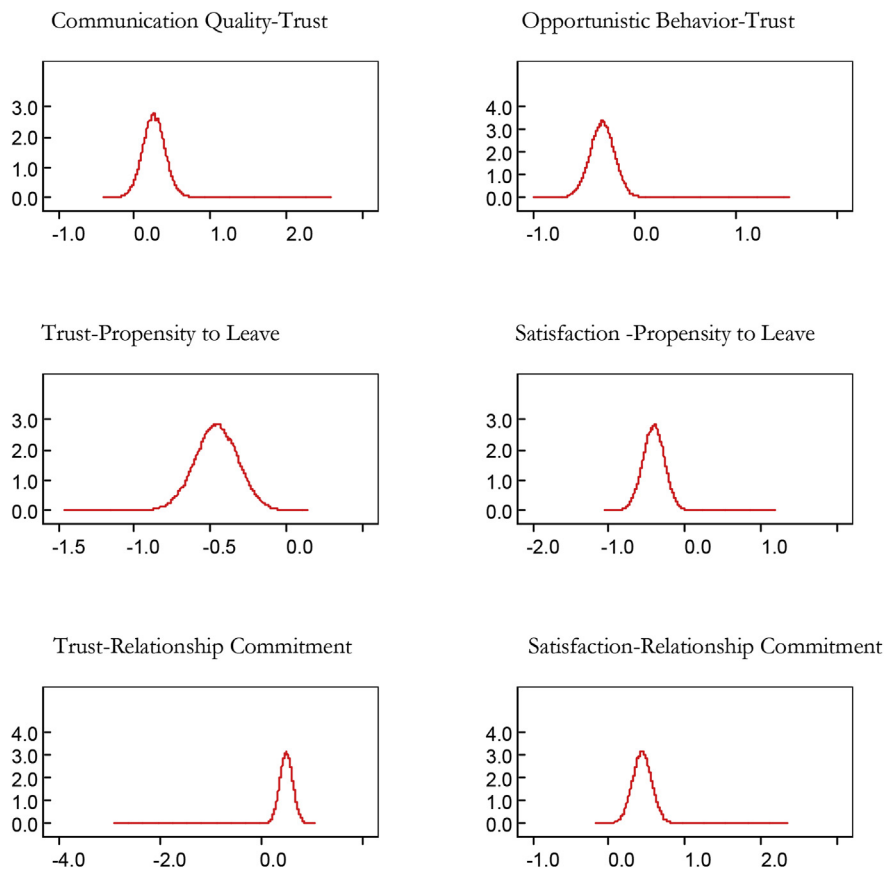 Communication Quality-Trust
3.0
2.0
1.0
0.0
-1.0 0.0 1.0 2.0
Opportunistic Behavior-Trust
4.0
3.0
2.0
1.0
0.0
-1.0 0.0 1.0
Trust-Propensity to Leave
3.0
2.0
1.0
0.0
-1.5 -1.0 -0.5 0.0
Satisfaction -Propensity to Leave
3.0
2.0
1.0
0.0
-2.0 -1.0 0.0 1.0
Trust-Relationship Commitment
4.0
3.0
2.0
1.0
0.0
-4.0 -2.0 0.0
Satisfaction-Relationship Commitment
4.0
3.0
2.0
1.0
0.0
-1.0 0.0 1.0 2.0